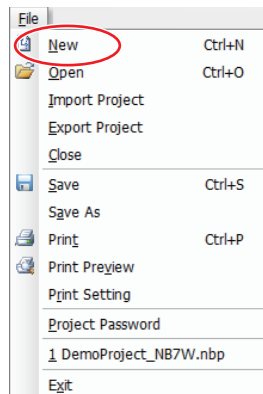 File
New Ctrl+N
Open Ctrl+O
Import Project
Export Project
Close
Save Ctrl+S
Save As
Print Ctrl+P
Print Preview
Print Setting
Project Password
1 DemoProject_NB7W.nbp
Exit